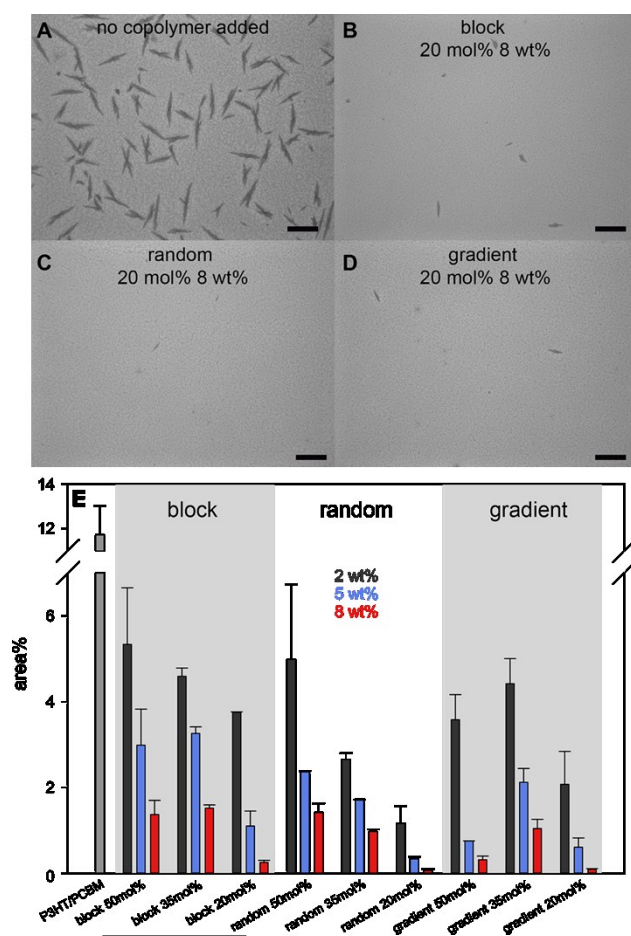 A
no copolymer added
B
block
20 mol% 8 wt%
C
random
20 mol% 8 wt%
D
gradient
20 mol% 8 wt%
E
14
12
6
4
2
0
area%
block
random
gradient
2 wt%
5 wt%
8 wt%
P3HT/PCBM
block 50mol%
block 35mol%
block 20mol%
random 50mol%
random 35mol%
random 20mol%
gradient 50mol%
gradient 35mol%
gradient 20mol%